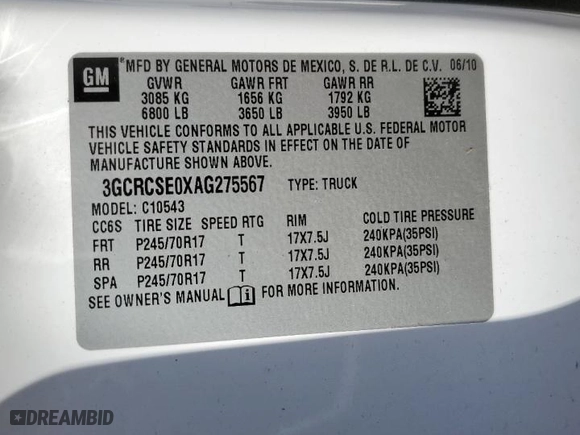 GM MFD BY GENERAL MOTORS DE MEXICO, S. DE R.L. DE C.V. 06/10
GVWR GAWR FRT GAWR RR
3085 KG 1656 KG 1792 KG
6800 LB 3650 LB 3950 LB
THIS VEHICLE CONFORMS TO ALL APPLICABLE U.S. FEDERAL MOTOR
VEHICLE SAFETY STANDARDS IN EFFECT ON THE DATE OF
MANUFACTURE SHOWN ABOVE.
3GCRCSE0XAG275567 TYPE: TRUCK
MODEL: C10543
CC6S TIRE SIZE SPEED RTG RIM COLD TIRE PRESSURE
FRT P245/70R17 T 17X7.5J 240KPA(35PSI)
RR P245/70R17 T 17X7.5J 240KPA(35PSI)
SPA P245/70R17 T 17X7.5J 240KPA(35PSI)
SEE OWNER'S MANUAL FOR MORE INFORMATION.
DREAMBID